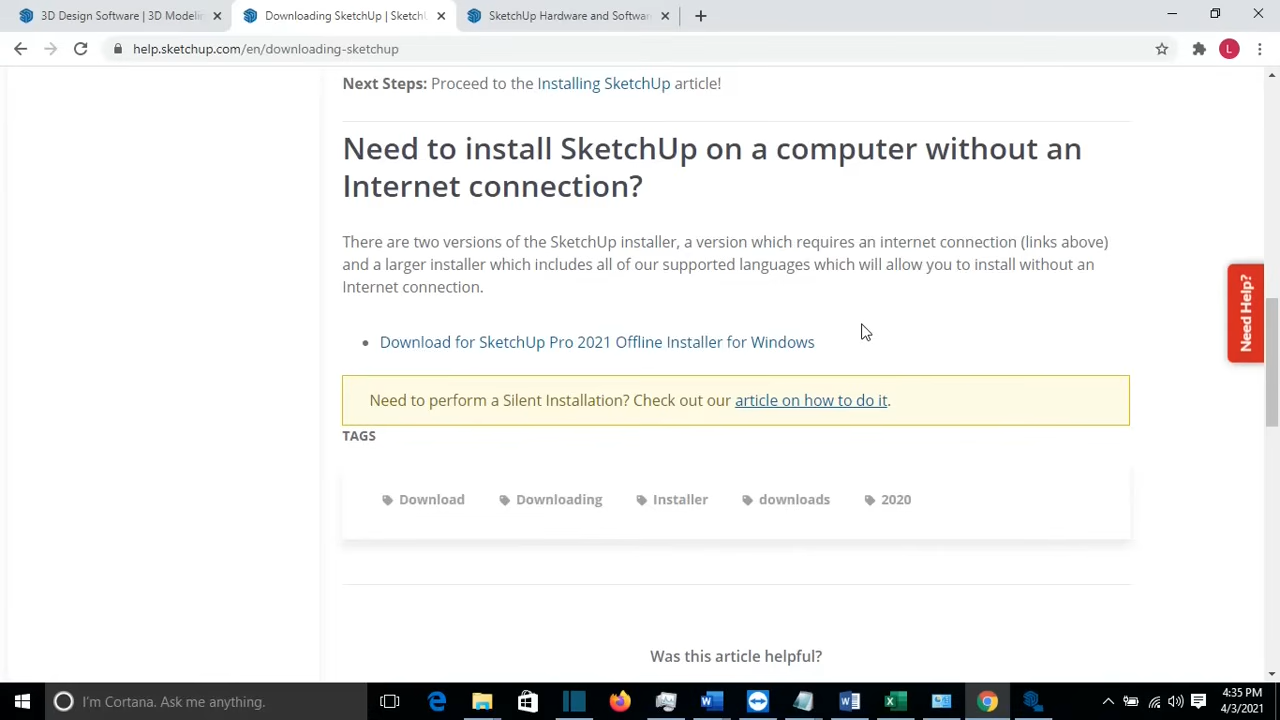 3D Design Software | 3D Modelin
Downloading SketchUp | SketchU
SketchUp Hardware and Softwar
help.sketchup.com/en/downloading-sketchup
L
Next Steps: Proceed to the Installing SketchUp article!
Need to install SketchUp on a computer without an
Internet connection?
There are two versions of the SketchUp installer, a version which requires an internet connection (links above)
and a larger installer which includes all of our supported languages which will allow you to install without an
Internet connection.
Need Help?
• Download for SketchUp Pro 2021 Offline Installer for Windows
Need to perform a Silent Installation? Check out our article on how to do it.
TAGS
Download Downloading Installer downloads 2020
Was this article helpful?
I'm Cortana. Ask me anything.
4:35 PM
4/3/2021